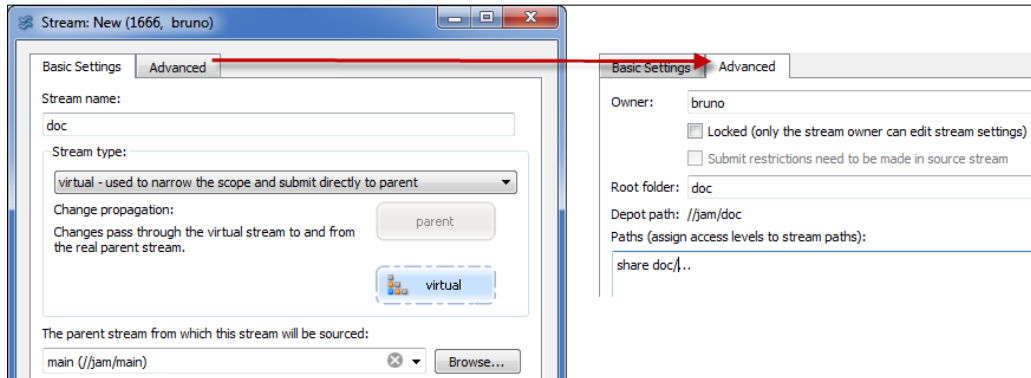 Stream: New (1666, bruno)
Basic Settings
Advanced
Stream name:
doc
Stream type:
virtual - used to narrow the scope and submit directly to parent
Change propagation:
Changes pass through the virtual stream to and from
the real parent stream.
parent
virtual
The parent stream from which this stream will be sourced:
main (//jam/main)
Browse...
Basic Settings
Advanced
Owner:
bruno
Locked (only the stream owner can edit stream settings)
Submit restrictions need to be made in source stream
Root folder:
doc
Depot path: //jam/doc
Paths (assign access levels to stream paths):
share doc/...